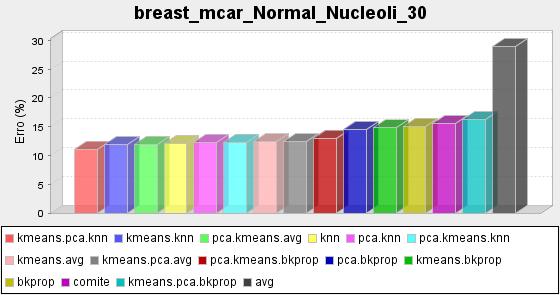 breast_mcar_Normal_Nucleoli_30
Erro (%)
30
25
20
15
10
5
0
kmeans.pca.knn kmeans.knn pca.kmeans.avg knn pca.knn pca.kmeans.knn
kmeans.avg kmeans.pca.avg pca.kmeans.bkprop pca.bkprop kmeans.bkprop
bkprop comite kmeans.pca.bkprop avg